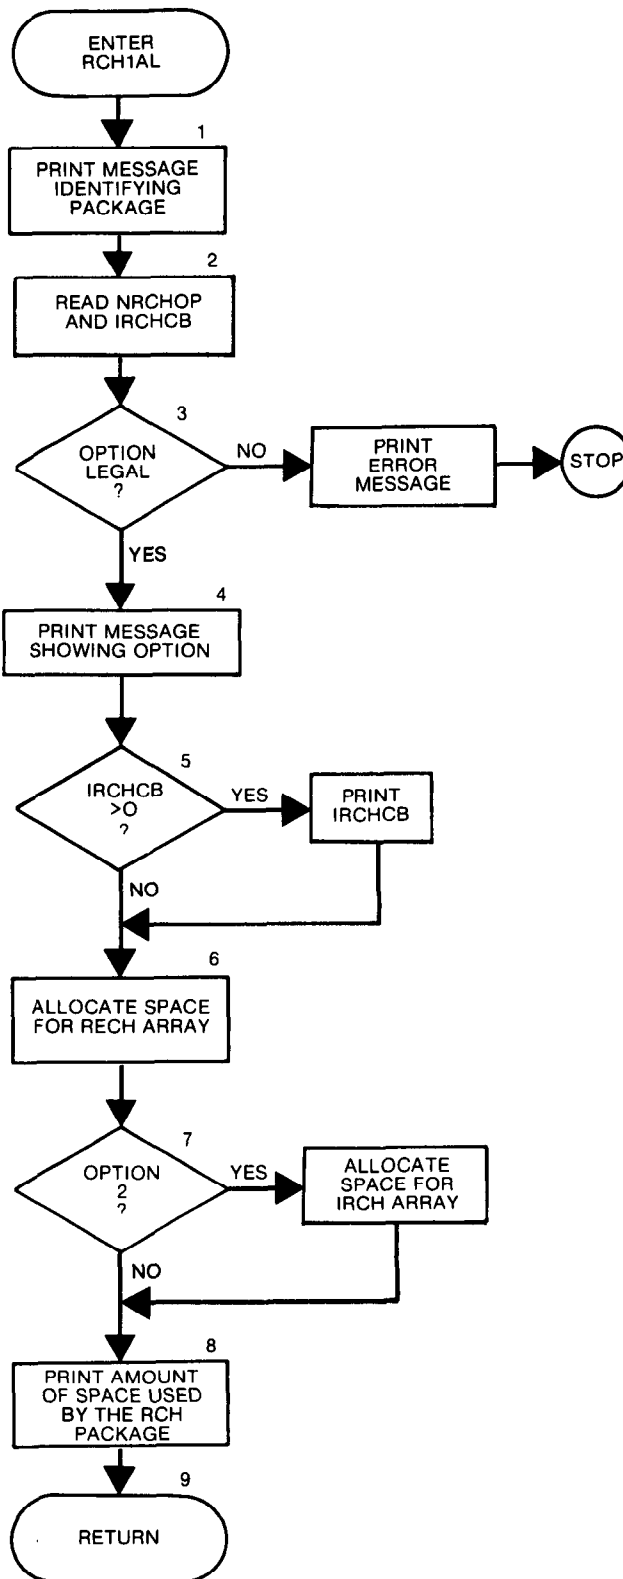 ENTER
RCH1AL
1
PRINT MESSAGE
IDENTIFYING
PACKAGE
2
READ NRCHOP
AND IRCHCB
3
OPTION
LEGAL
?
NO
PRINT
ERROR
MESSAGE
STOP
YES
4
PRINT MESSAGE
SHOWING OPTION
5
IRCHCB
>0
?
YES
PRINT
IRCHCB
NO
6
ALLOCATE SPACE
FOR RECH ARRAY
7
OPTION
2
?
YES
ALLOCATE
SPACE FOR
IRCH ARRAY
NO
8
PRINT AMOUNT
OF SPACE USED
BY THE RCH
PACKAGE
9
RETURN